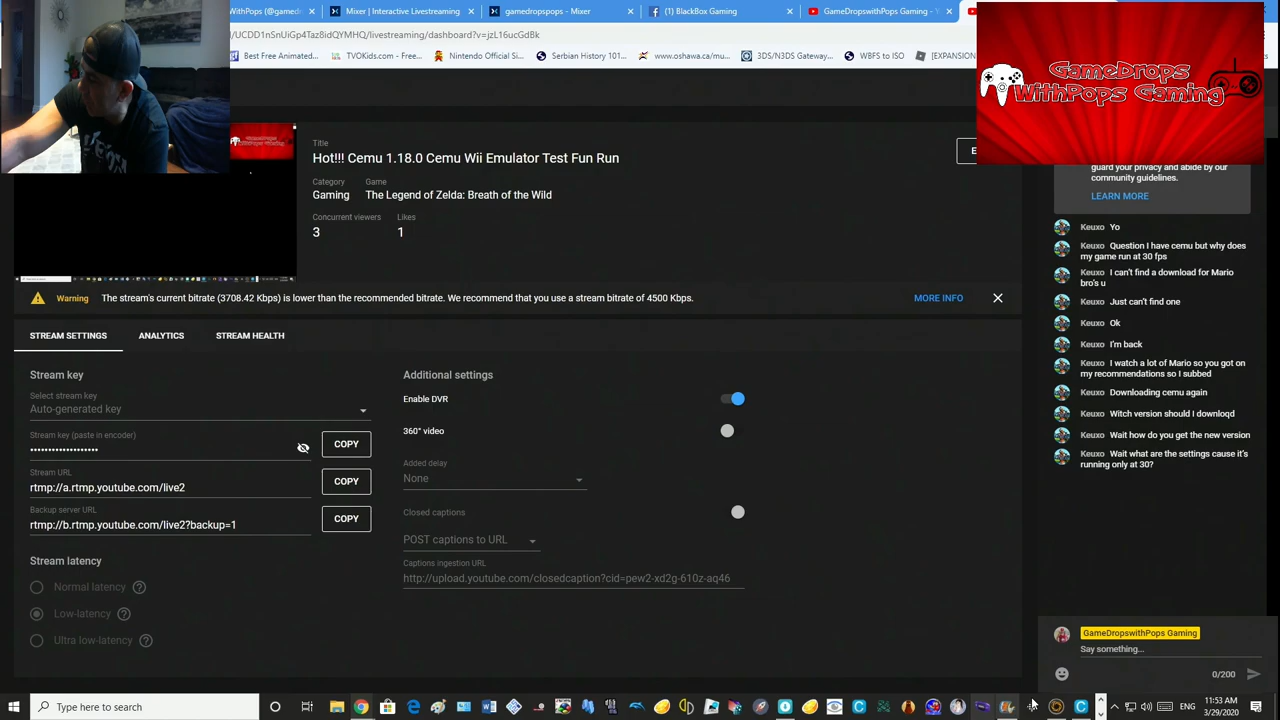 WithPops (@gamedr
Mixer | Interactive Livestreaming
gamedropspops - Mixer
(1) BlackBox Gaming
GameDropswithPops Gaming - Y
UCDD1nSnUiGp4Taz8idQYMHQ/livestreaming/dashboard?v=jzL16ucGdBk
Best Free Animated...
TVOKids.com - Free...
Nintendo Official Si...
Serbian History 101...
www.oshawa.ca/mu...
3DS/N3DS Gateway...
WBFS to ISO
[EXPANSION
GameDrops
WithPops Gaming
Title
Hot!!! Cemu 1.18.0 Cemu Wii Emulator Test Fun Run
Category
Game
Gaming
The Legend of Zelda: Breath of the Wild
Concurrent viewers
Likes
3
1
Warning
The stream's current bitrate (3708.42 Kbps) is lower than the recommended bitrate. We recommend that you use a stream bitrate of 4500 Kbps.
MORE INFO
STREAM SETTINGS
ANALYTICS
STREAM HEALTH
Stream key
Select stream key
Auto-generated key
Stream key (paste in encoder)
COPY
Stream URL
rtmp://a.rtmp.youtube.com/live2
COPY
Backup server URL
rtmp://b.rtmp.youtube.com/live2?backup=1
COPY
Stream latency
Normal latency
Low-latency
Ultra low-latency
Additional settings
Enable DVR
360° video
Added delay
None
Closed captions
POST captions to URL
Captions ingestion URL
http://upload.youtube.com/closedcaption?cid=pew2-xd2g-610z-aq46
guard your privacy and abide by our
community guidelines.
LEARN MORE
Keuxo Yo
Keuxo Question I have cemu but why does
my game run at 30 fps
Keuxo I can't find a download for Mario
bro's u
Keuxo Just can't find one
Keuxo Ok
Keuxo I'm back
Keuxo I watch a lot of Mario so you got on
my recommendations so I subbed
Keuxo Downloading cemu again
Keuxo Witch version should I downloqd
Keuxo Wait how do you get the new version
Keuxo Wait what are the settings cause it's
running only at 30?
GameDropswithPops Gaming
Say something...
0/200
Type here to search
ENG
11:53 AM
3/29/2020